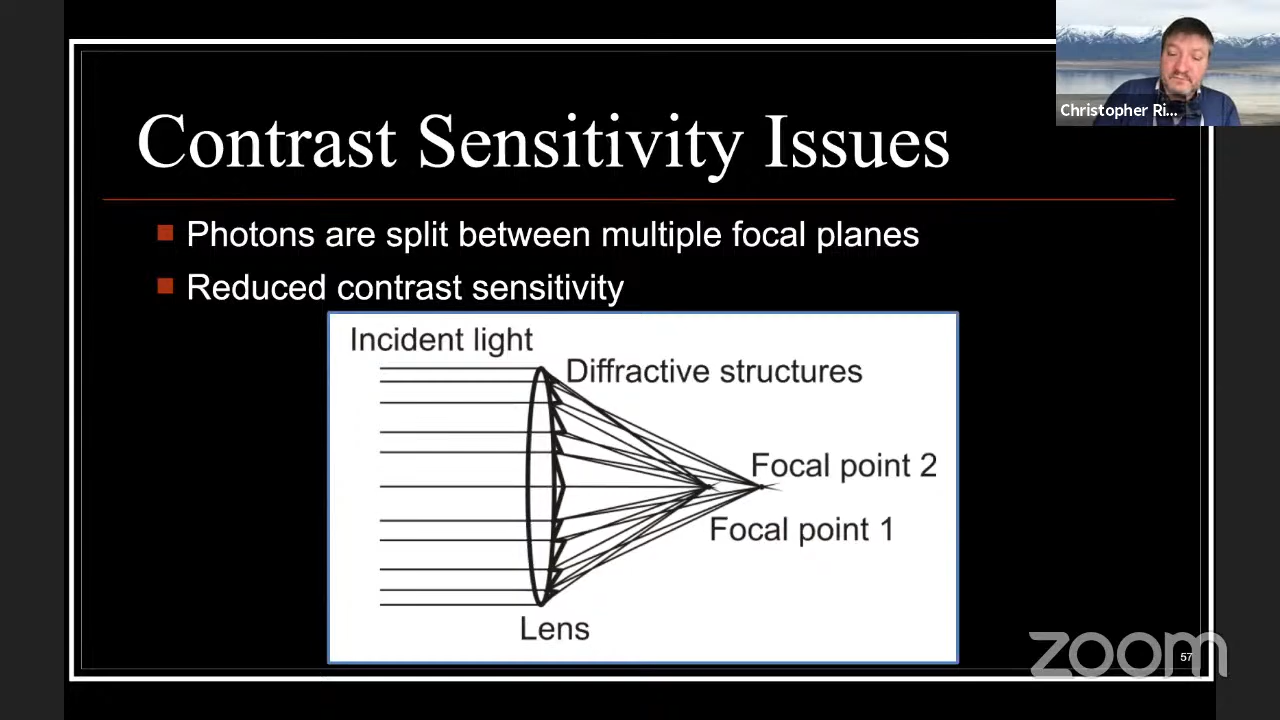 Christopher Ri...
Contrast Sensitivity Issues
Photons are split between multiple focal planes
Reduced contrast sensitivity
Incident light
Diffractive structures
Focal point 2
Focal point 1
Lens
zoom
57